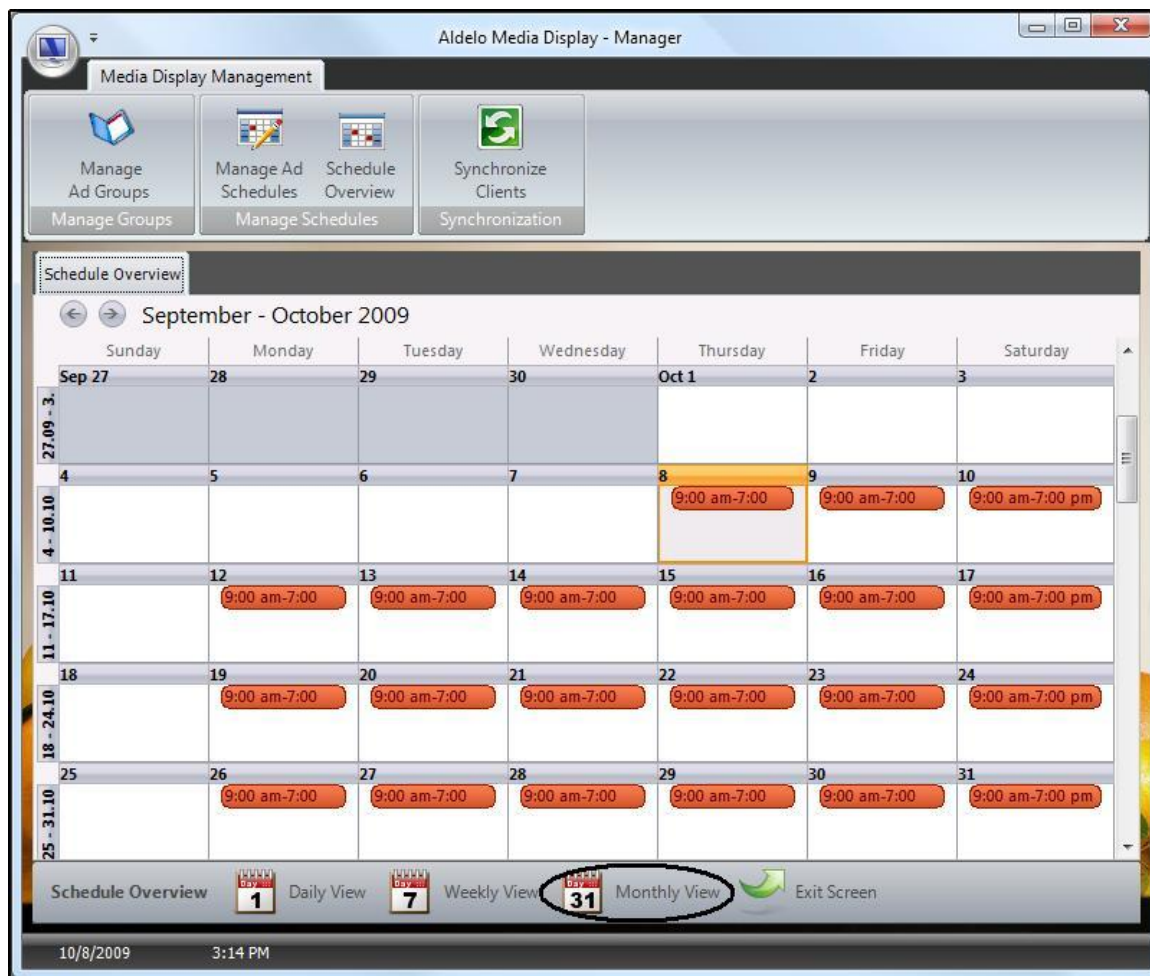 Aldelo Media Display - Manager
Media Display Management
Manage Ad Groups
Manage Ad Schedules
Schedule Overview
Synchronize Clients
Manage Groups
Manage Schedules
Synchronization
Schedule Overview
September - October 2009
Sunday Monday Tuesday Wednesday Thursday Friday Saturday
27.09 - 3.
Sep 27 28 29 30 Oct 1 2 3
4 - 10.10
4 5 6 7 8 9 10
9:00 am-7:00 9:00 am-7:00 9:00 am-7:00 pm
11 - 17.10
11 12 13 14 15 16 17
9:00 am-7:00 9:00 am-7:00 9:00 am-7:00 9:00 am-7:00 9:00 am-7:00 9:00 am-7:00 pm
18 - 24.10
18 19 20 21 22 23 24
9:00 am-7:00 9:00 am-7:00 9:00 am-7:00 9:00 am-7:00 9:00 am-7:00 9:00 am-7:00 pm
25 - 31.10
25 26 27 28 29 30 31
9:00 am-7:00 9:00 am-7:00 9:00 am-7:00 9:00 am-7:00 9:00 am-7:00 9:00 am-7:00 pm
Schedule Overview Day 1 Daily View Day 7 Weekly View Day 31 Monthly View Exit Screen
10/8/2009 3:14 PM